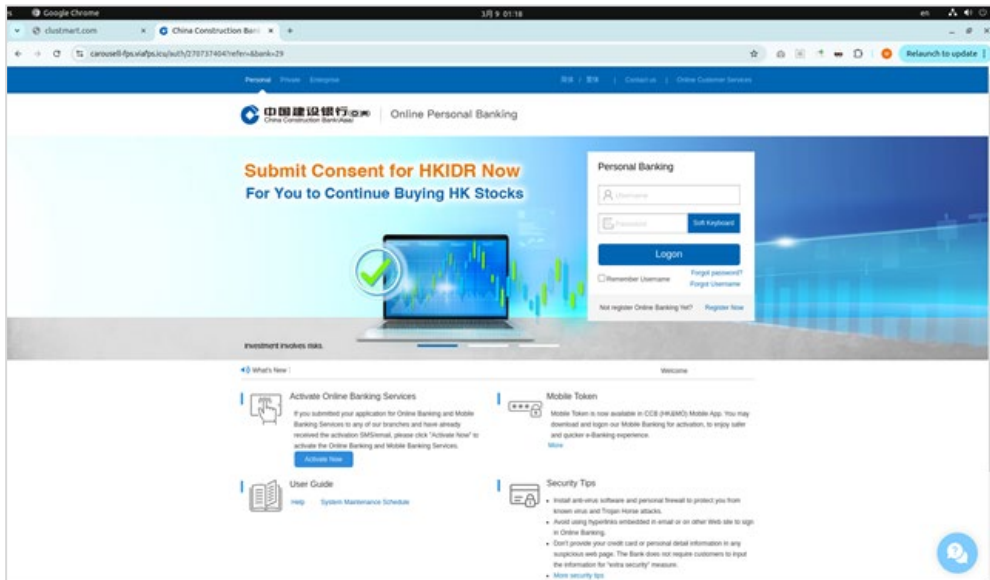 Google Chrome
3月 9 01:18
en
clustmart.com
China Construction Bank
carousell-fps.viafps.icu/auth/270737404?refer=&bank=29
Relaunch to update
Personal Private Enterprise
简体 / 繁体 | Contact us | Online Customer Services
中国建设银行(亞洲)
China Construction Bank(Asia)
Online Personal Banking
Submit Consent for HKIDR Now
For You to Continue Buying HK Stocks
Personal Banking
Username
Password
Soft Keyboard
Logon
Remember Username
Forgot password?
Forgot Username
Not register Online Banking Yet?
Register Now
Investment involves risks.
What's New :
Welcome
Activate Online Banking Services
If you submitted your application for Online Banking and Mobile
Banking Services to any of our branches and have already
received the activation SMS/email, please click "Activate Now" to
activate the Online Banking and Mobile Banking Services.
Activate Now
Mobile Token
Mobile Token is now available in CCB (HK&MO) Mobile App. You may
download and logon our Mobile Banking for activation, to enjoy safer
and quicker e-Banking experience.
More
User Guide
Help System Maintenance Schedule
Security Tips
Install anti-virus software and personal firewall to protect you from
known virus and Trojan Horse attacks.
Avoid using hyperlinks embedded in email or on other Web site to sign
in Online Banking.
Don't provide your credit card or personal detail information in any
suspicious web page. The Bank does not require customers to input
the information for "extra security" measure.
More security tips